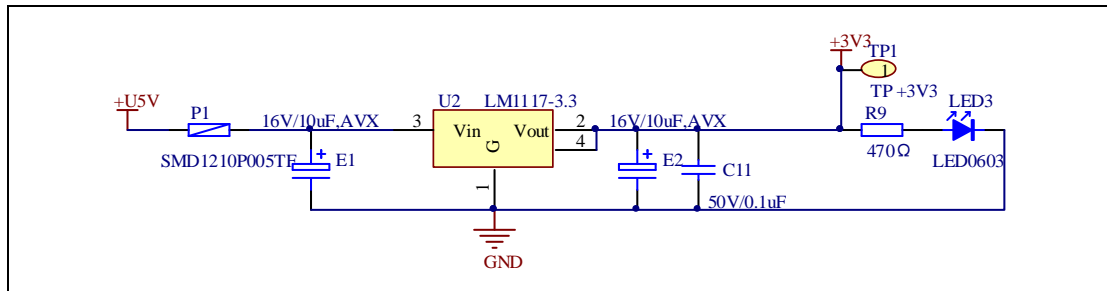 +3V3
TP1
1
TP +3V3
+U5V
P1
U2
LM1117-3.3
R9
LED3
16V/10uF,AVX
3
Vin
Vout
G
2
4
16V/10uF,AVX
SMD1210P005TF
E1
1
E2
C11
470Ω
LED0603
50V/0.1uF
GND